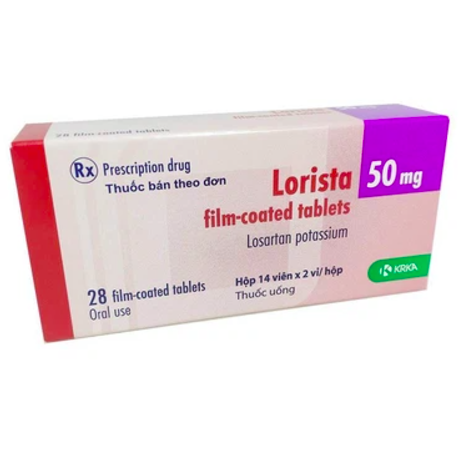 28 film-coated tablets
Lorista
Rx Prescription drug
Thuốc bán theo đơn
Lorista 50 mg
film-coated tablets
Losartan potassium
KRKA
28 film-coated tablets
Oral use
Hộp 14 viên x 2 vỉ/ hộp
Thuốc uống